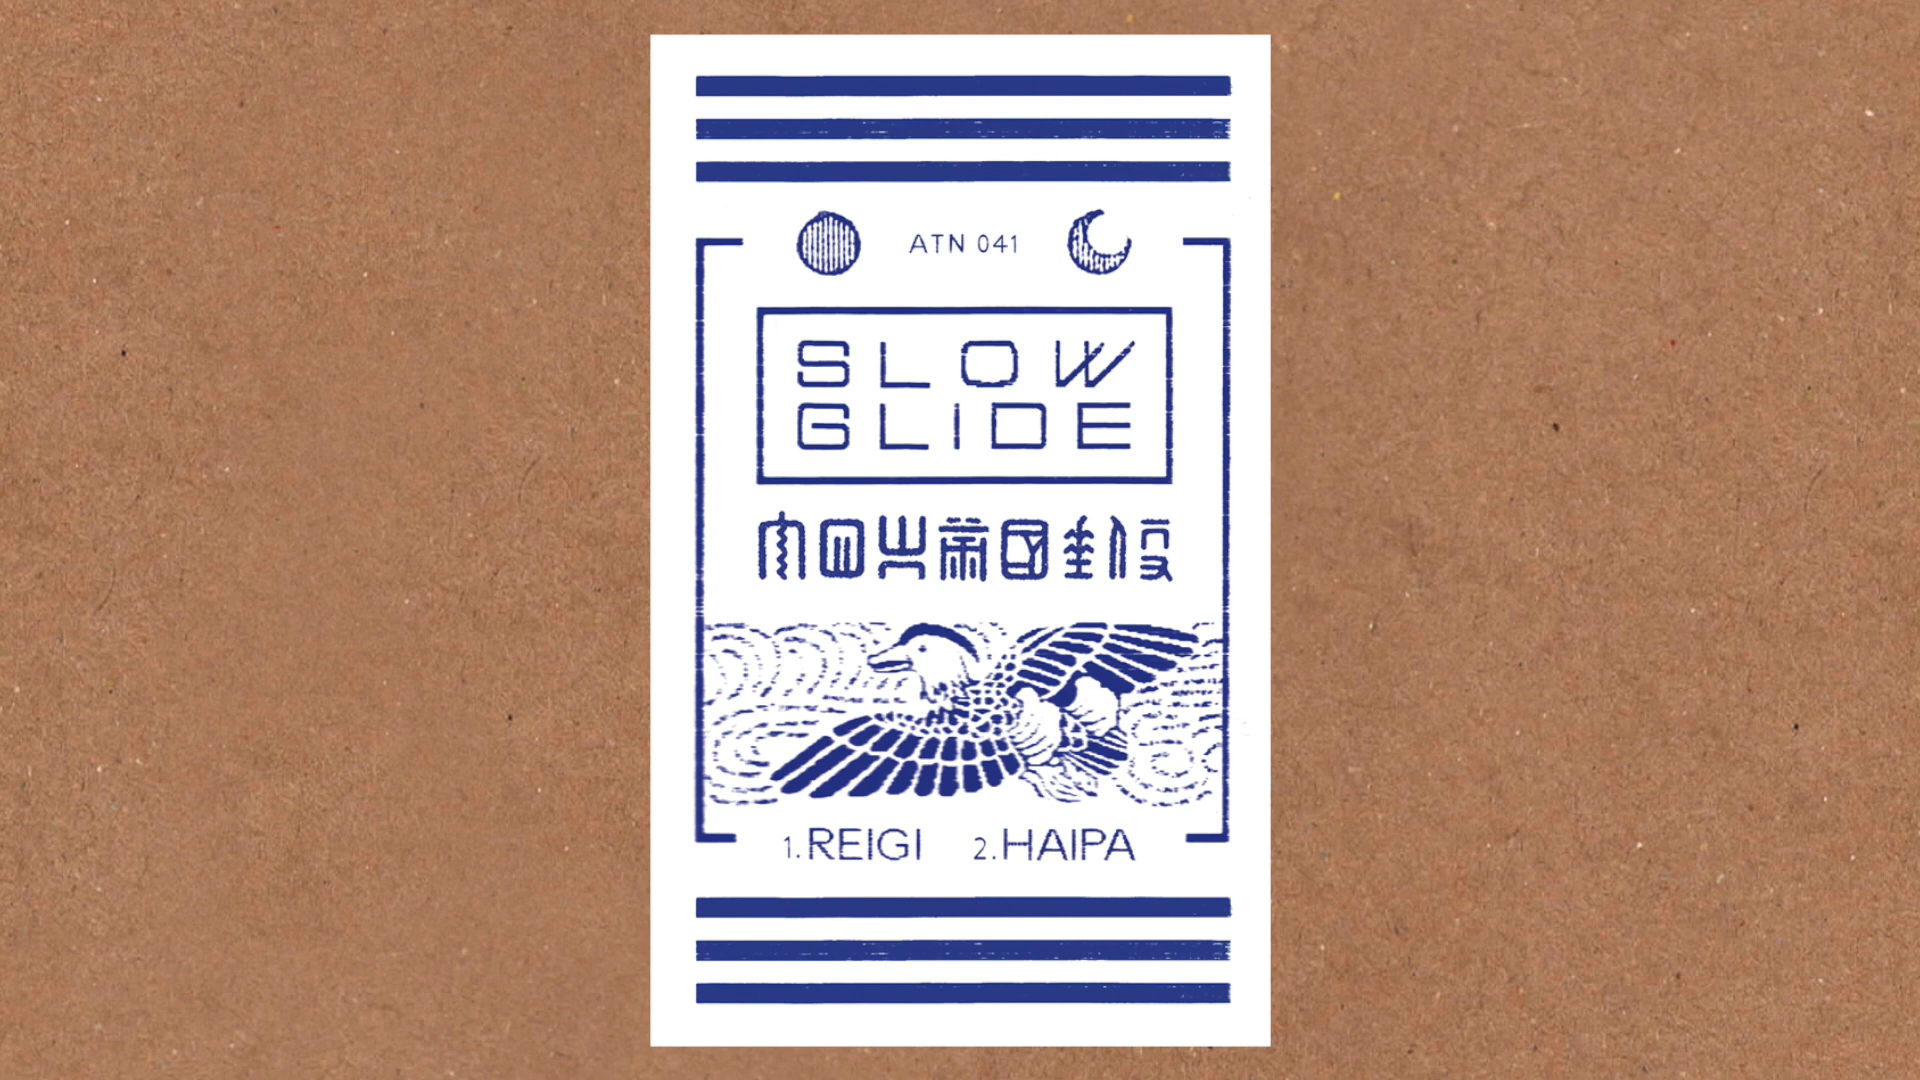 ATN 041
SLOW
GLIDE
1. REIGI 2. HAIPA